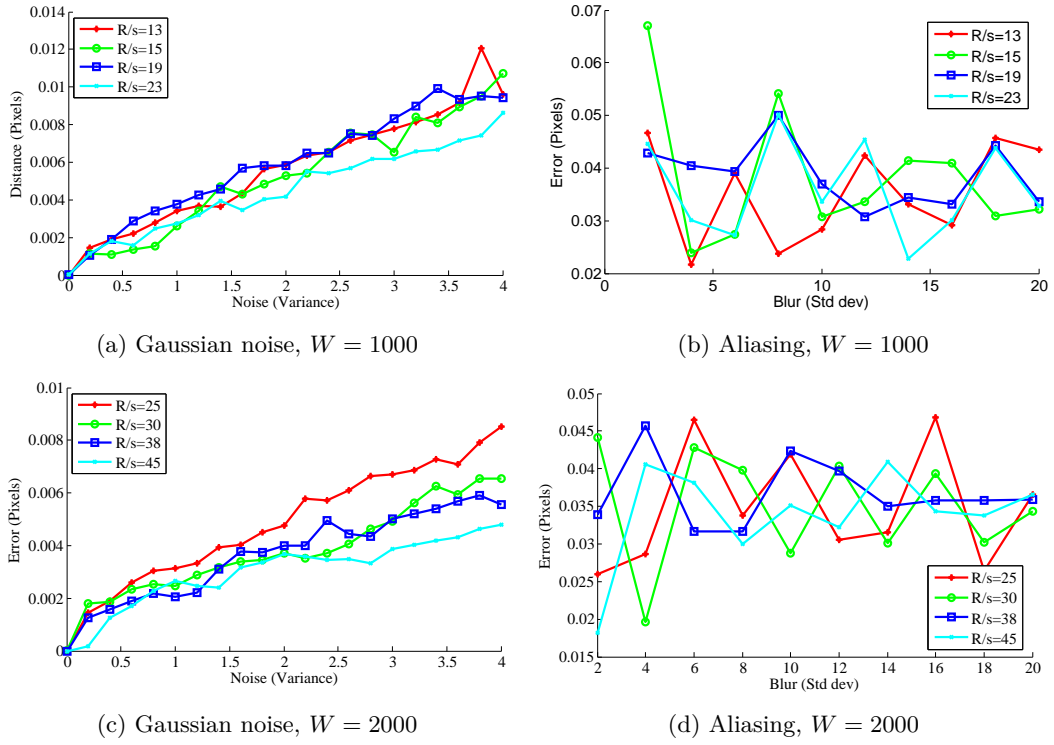 0.014
0.012
0.01
0.008
0.006
0.004
0.002
0
Distance (Pixels)
R/s=13
R/s=15
R/s=19
R/s=23
0 0.5 1 1.5 2 2.5 3 3.5 4
Noise (Variance)
(a) Gaussian noise, W = 1000
0.07
0.06
0.05
0.04
0.03
0.02
Error (Pixels)
R/s=13
R/s=15
R/s=19
R/s=23
0 5 10 15 20
Blur (Std dev)
(b) Aliasing, W = 1000
0.01
0.008
0.006
0.004
0.002
0
Error (Pixels)
R/s=25
R/s=30
R/s=38
R/s=45
0 0.5 1 1.5 2 2.5 3 3.5 4
Noise (Variance)
(c) Gaussian noise, W = 2000
0.05
0.045
0.04
0.035
0.03
0.025
0.02
0.015
Error (Pixels)
R/s=25
R/s=30
R/s=38
R/s=45
2 4 6 8 10 12 14 16 18 20
Blur (Std dev)
(d) Aliasing, W = 2000